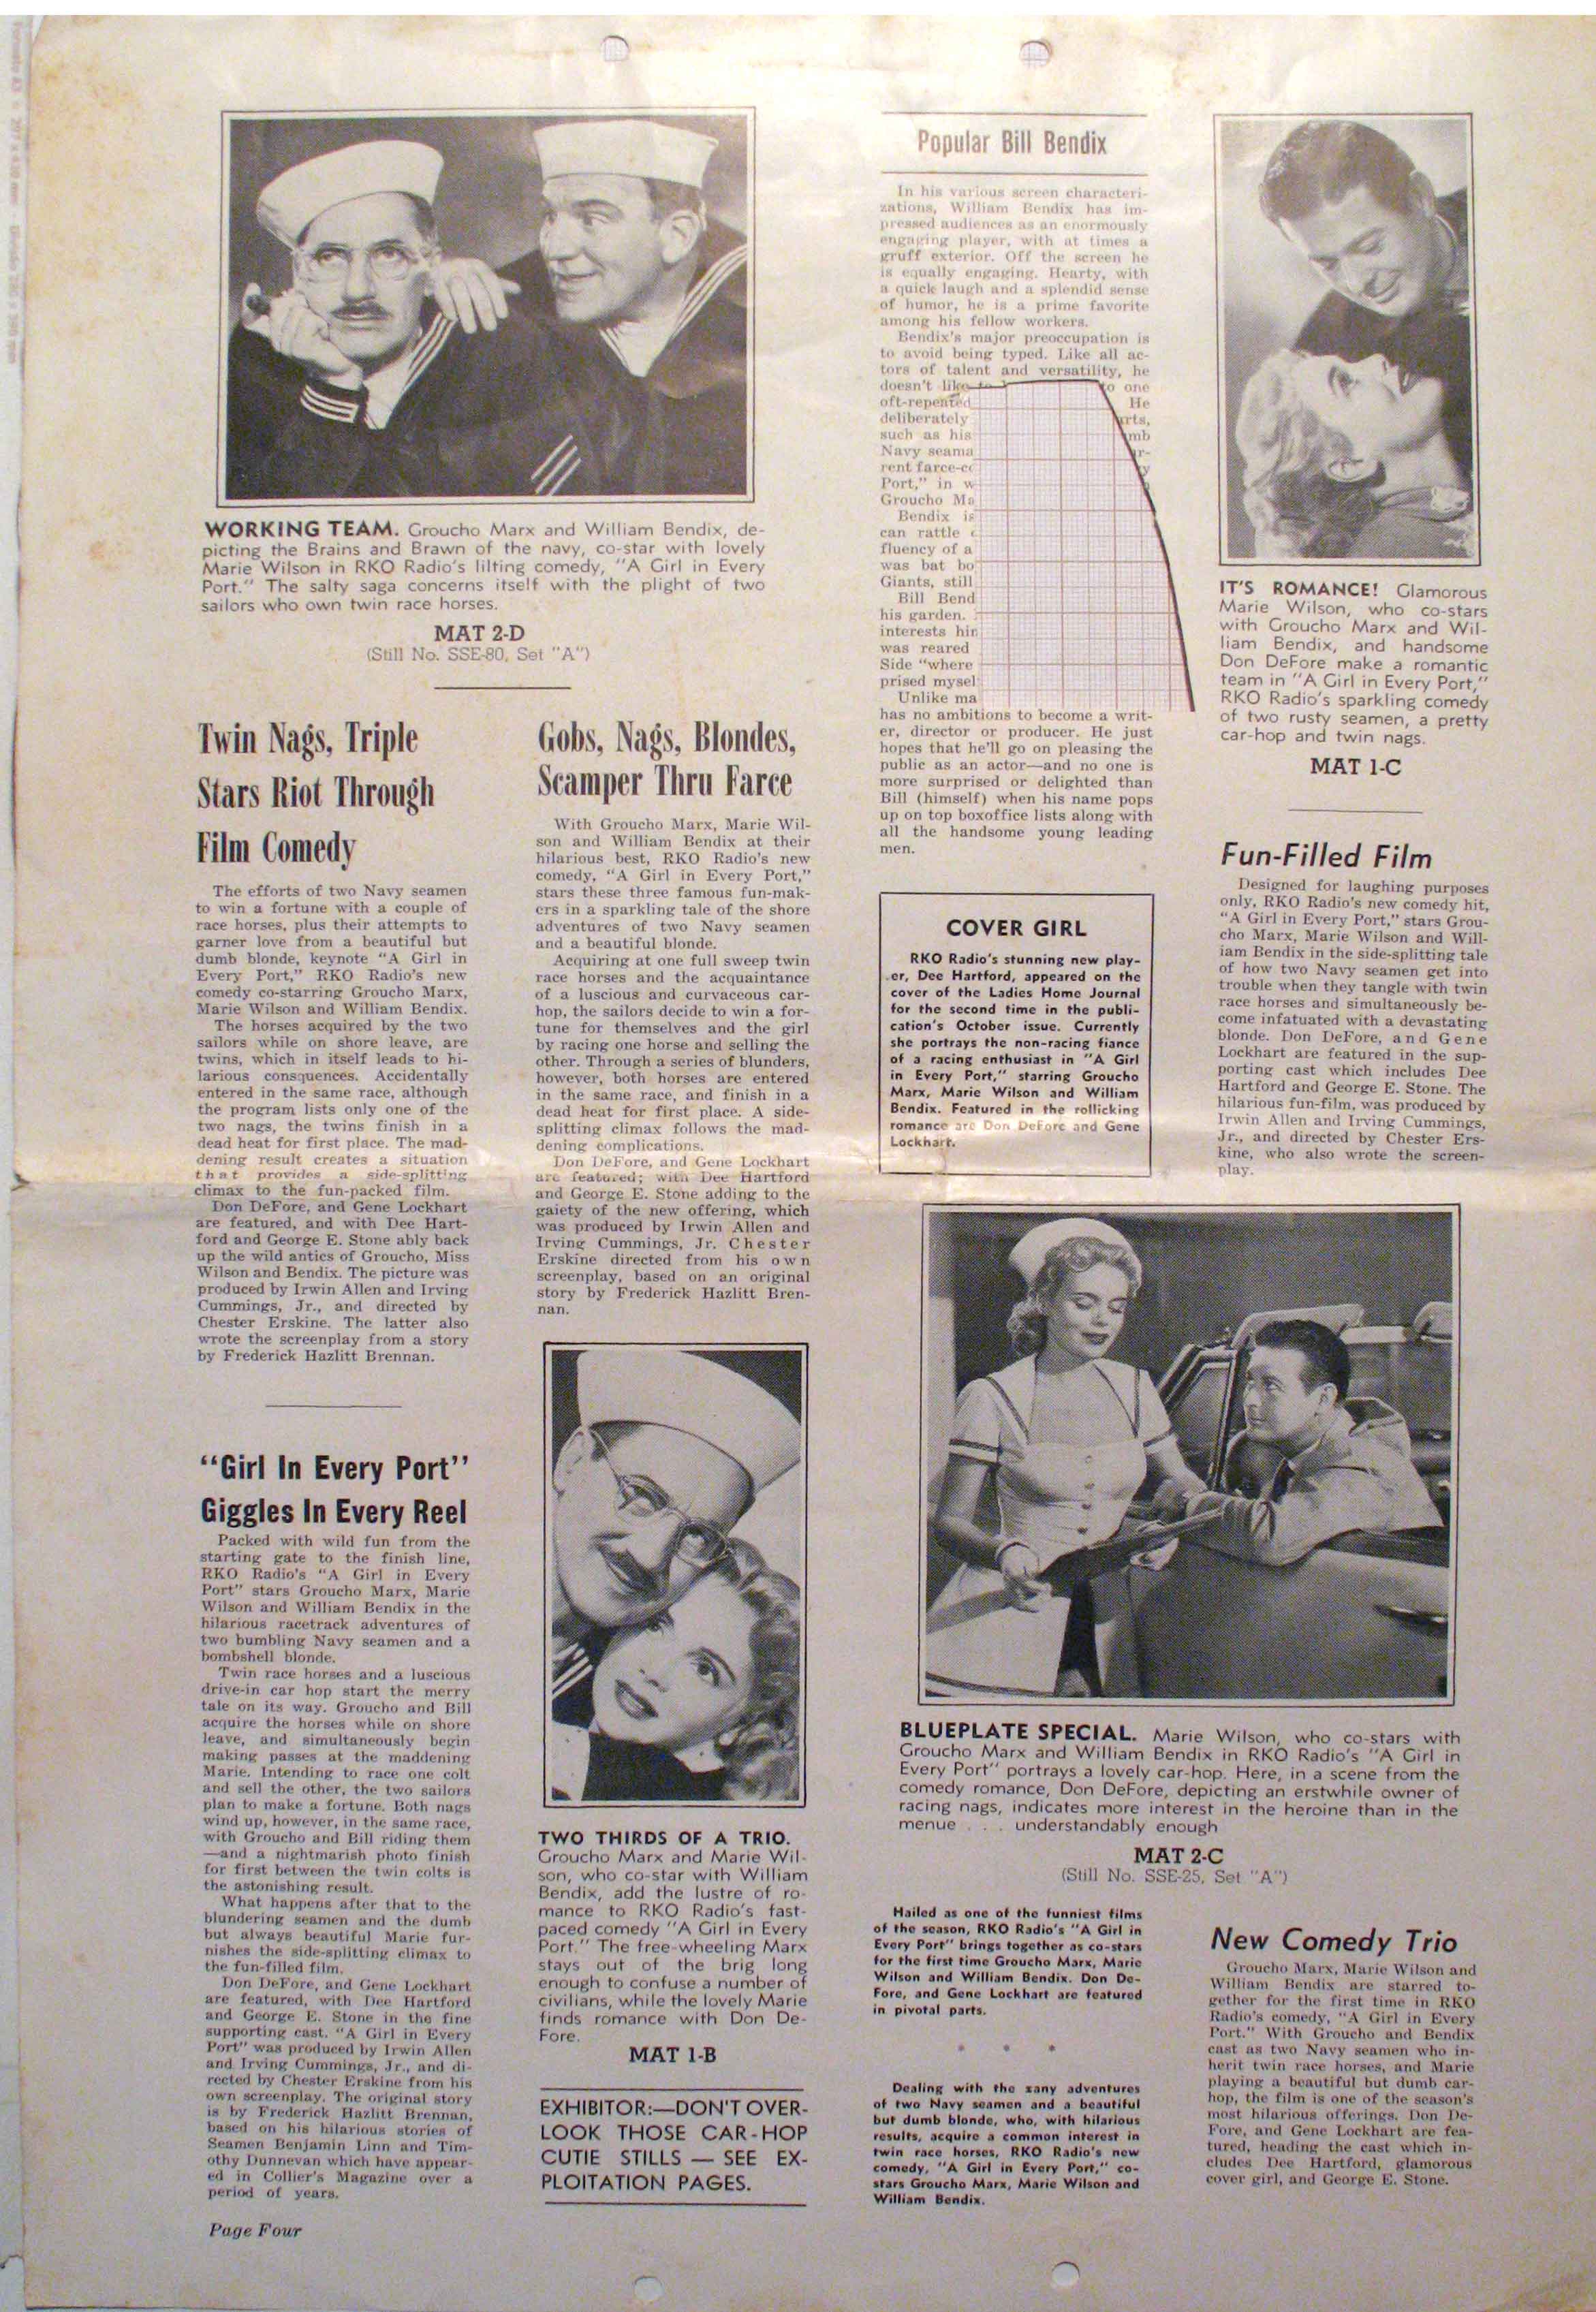 WORKING TEAM. Groucho Marx and William Bendix, de-
picting the Brains and Brawn of the navy, co-star with lovely
Marie Wilson in RKO Radio's lilting comedy, "A Girl in Every
Port." The salty saga concerns itself with the plight of two
sailors who own twin race horses.
MAT 2-D
(Still No. SSE-80, Set "A")
Twin Nags, Triple
Stars Riot Through
Film Comedy
The efforts of two Navy seamen
to win a fortune with a couple of
race horses, plus their attempts to
garner love from a beautiful but
dumb blonde, keynote "A Girl in
Every Port," RKO Radio's new
comedy co-starring Groucho Marx,
Marie Wilson and William Bendix.
The horses acquired by the two
sailors while on shore leave, are
twins, which in itself leads to hi-
larious consquences. Accidentally
entered in the same race, although
the program lists only one of the
two nags, the twins finish in a
dead heat for first place. The mad-
dening result creates a situation
that provides a side-splitting
climax to the fun-packed film.
Don DeFore, and Gene Lockhart
are featured, and with Dee Hart-
ford and George E. Stone ably back
up the wild antics of Groucho, Miss
Wilson and Bendix. The picture was
produced by Irwin Allen and Irving
Cummings, Jr., and directed by
Chester Erskine. The latter also
wrote the screenplay from a story
by Frederick Hazlitt Brennan.
"Girl In Every Port"
Giggles In Every Reel
Packed with wild fun from the
starting gate to the finish line,
RKO Radio's "A Girl in Every
Port" stars Groucho Marx, Marie
Wilson and William Bendix in the
hilarious racetrack adventures of
two bumbling Navy seamen and a
bombshell blonde.
Twin race horses and a luscious
drive-in car hop start the merry
tale on its way. Groucho and Bill
acquire the horses while on shore
leave, and simultaneously begin
making passes at the maddening
Marie. Intending to race one colt
and sell the other, the two sailors
plan to make a fortune. Both nags
wind up, however, in the same race,
with Groucho and Bill riding them
—and a nightmarish photo finish
for first between the twin colts is
the astonishing result.
What happens after that to the
blundering seamen and the dumb
but always beautiful Marie fur-
nishes the side-splitting climax to
the fun-filled film.
Don DeFore, and Gene Lockhart
are featured, with Dee Hartford
and George E. Stone in the fine
supporting cast. "A Girl in Every
Port" was produced by Irwin Allen
and Irving Cummings, Jr., and di-
rected by Chester Erskine from his
own screenplay. The original story
is by Frederick Hazlitt Brennan,
based on his hilarious stories of
Seamen Benjamin Linn and Tim-
othy Dunnevan which have appear-
ed in Collier's Magazine over a
period of years.
Page Four
Gobs, Nags, Blondes,
Scamper Thru Farce
With Groucho Marx, Marie Wil-
son and William Bendix at their
hilarious best, RKO Radio's new
comedy, "A Girl in Every Port,"
stars these three famous fun-mak-
ers in a sparkling tale of the shore
adventures of two Navy seamen
and a beautiful blonde.
Acquiring at one full sweep twin
race horses and the acquaintance
of a luscious and curvaceous car-
hop, the sailors decide to win a for-
tune for themselves and the girl
by racing one horse and selling the
other. Through a series of blunders,
however, both horses are entered
in the same race, and finish in a
dead heat for first place. A side-
splitting climax follows the mad-
dening complications.
Don DeFore, and Gene Lockhart
are featured; with Dee Hartford
and George E. Stone adding to the
gaiety of the new offering, which
was produced by Irwin Allen and
Irving Cummings, Jr. Chester
Erskine directed from his own
screenplay, based on an original
story by Frederick Hazlitt Bren-
nan.
TWO THIRDS OF A TRIO.
Groucho Marx and Marie Wil-
son, who co-star with William
Bendix, add the lustre of ro-
mance to RKO Radio's fast-
paced comedy "A Girl in Every
Port." The free-wheeling Marx
stays out of the brig long
enough to confuse a number of
civilians, while the lovely Marie
finds romance with Don De-
Fore.
MAT 1-B
EXHIBITOR:—DON'T OVER-
LOOK THOSE CAR-HOP
CUTIE STILLS — SEE EX-
PLOITATION PAGES.
Popular Bill Bendix
In his various screen characteri-
zations, William Bendix has im-
pressed audiences as an enormously
engaging player, with at times a
gruff exterior. Off the screen he
is equally engaging. Hearty, with
a quick laugh and a splendid sense
of humor, he is a prime favorite
among his fellow workers.
Bendix's major preoccupation is
to avoid being typed. Like all ac-
tors of talent and versatility, he
doesn't like to one
oft-repented He
deliberately rts,
such as his mb
Navy seama r-
rent farce-co y
Port," in w
Groucho Ma
Bendix is
can rattle
fluency of a
was bat bo
Giants, still
Bill Bend
his garden.
interests hin
was reared
Side "where
prised mysel
Unlike ma
has no ambitions to become a writ-
er, director or producer. He just
hopes that he'll go on pleasing the
public as an actor—and no one is
more surprised or delighted than
Bill (himself) when his name pops
up on top boxoffice lists along with
all the handsome young leading
men.
COVER GIRL
RKO Radio's stunning new play-
er, Dee Hartford, appeared on the
cover of the Ladies Home Journal
for the second time in the publi-
cation's October issue. Currently
she portrays the non-racing fiance
of a racing enthusiast in "A Girl
in Every Port," starring Groucho
Marx, Marie Wilson and William
Bendix. Featured in the rollicking
romance are Don DeFore and Gene
Lockhart.
IT'S ROMANCE! Glamorous
Marie Wilson, who co-stars
with Groucho Marx and Wil-
liam Bendix, and handsome
Don DeFore make a romantic
team in "A Girl in Every Port,"
RKO Radio's sparkling comedy
of two rusty seamen, a pretty
car-hop and twin nags.
MAT 1-C
Fun-Filled Film
Designed for laughing purposes
only, RKO Radio's new comedy hit,
"A Girl in Every Port," stars Grou-
cho Marx, Marie Wilson and Will-
iam Bendix in the side-splitting tale
of how two Navy seamen get into
trouble when they tangle with twin
race horses and simultaneously be-
come infatuated with a devastating
blonde. Don DeFore, and Gene
Lockhart are featured in the sup-
porting cast which includes Dee
Hartford and George E. Stone. The
hilarious fun-film, was produced by
Irwin Allen and Irving Cummings,
Jr., and directed by Chester Ers-
kine, who also wrote the screen-
play.
BLUEPLATE SPECIAL. Marie Wilson, who co-stars with
Groucho Marx and William Bendix in RKO Radio's "A Girl in
Every Port" portrays a lovely car-hop. Here, in a scene from the
comedy romance, Don DeFore, depicting an erstwhile owner of
racing nags, indicates more interest in the heroine than in the
menue . . . understandably enough
MAT 2-C
(Still No. SSE-25, Set "A")
Hailed as one of the funniest films
of the season, RKO Radio's "A Girl in
Every Port" brings together as co-stars
for the first time Groucho Marx, Marie
Wilson and William Bendix. Don De-
Fore, and Gene Lockhart are featured
in pivotal parts.
* * *
Dealing with the zany adventures
of two Navy seamen and a beautiful
but dumb blonde, who, with hilarious
results, acquire a common interest in
twin race horses, RKO Radio's new
comedy, "A Girl in Every Port," co-
stars Groucho Marx, Marie Wilson and
William Bendix.
New Comedy Trio
Groucho Marx, Marie Wilson and
William Bendix are starred to-
gether for the first time in RKO
Radio's comedy, "A Girl in Every
Port." With Groucho and Bendix
cast as two Navy seamen who in-
herit twin race horses, and Marie
playing a beautiful but dumb car-
hop, the film is one of the season's
most hilarious offerings. Don De-
Fore, and Gene Lockhart are fea-
tured, heading the cast which in-
cludes Dee Hartford, glamorous
cover girl, and George E. Stone.